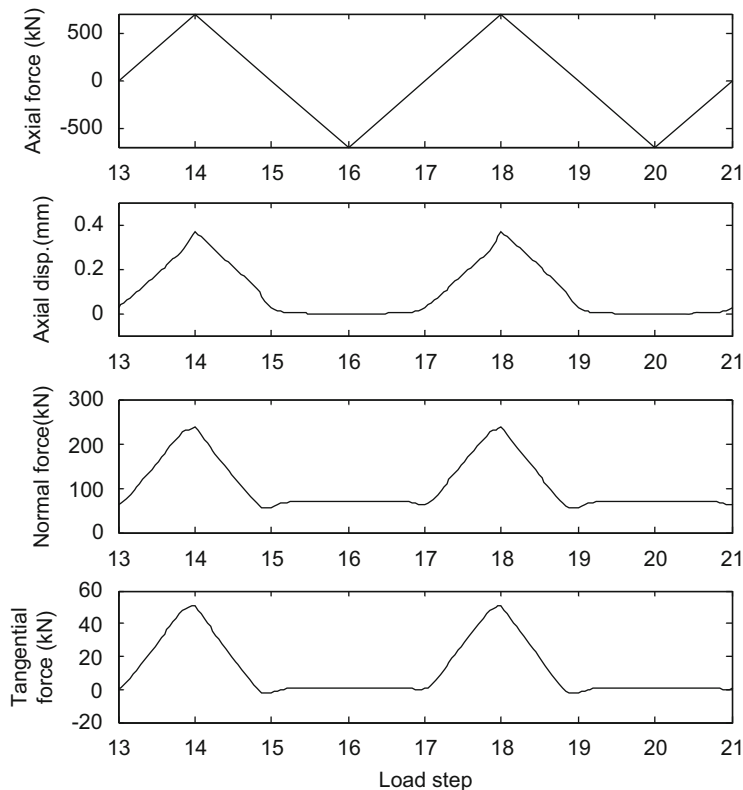 Axial force (kN)
500
0
-500
13 14 15 16 17 18 19 20 21
Axial disp.(mm)
0.4
0.2
0
13 14 15 16 17 18 19 20 21
Normal force(kN)
300
200
100
0
13 14 15 16 17 18 19 20 21
Tangential
force (kN)
60
40
20
0
-20
13 14 15 16 17 18 19 20 21
Load step